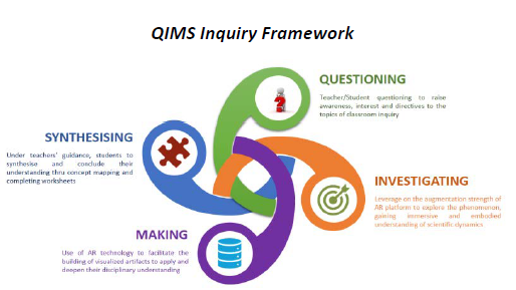 QIMS Inquiry Framework
QUESTIONING
Teacher/Student questioning to raise
awareness, interest and directives to the
topics of classroom inquiry
SYNTHESISING
Under teachers' guidance, students to
synthesise and conclude their
understanding thru concept mapping and
completing worksheets
INVESTIGATING
Leverage on the augmentation strength of
AR platform to explore the phenomenon,
gaining immersive and embodied
understanding of scientific dynamics
MAKING
Use of AR technology to facilitate the
building of visualized artifacts to apply and
deepen their disciplinary understanding